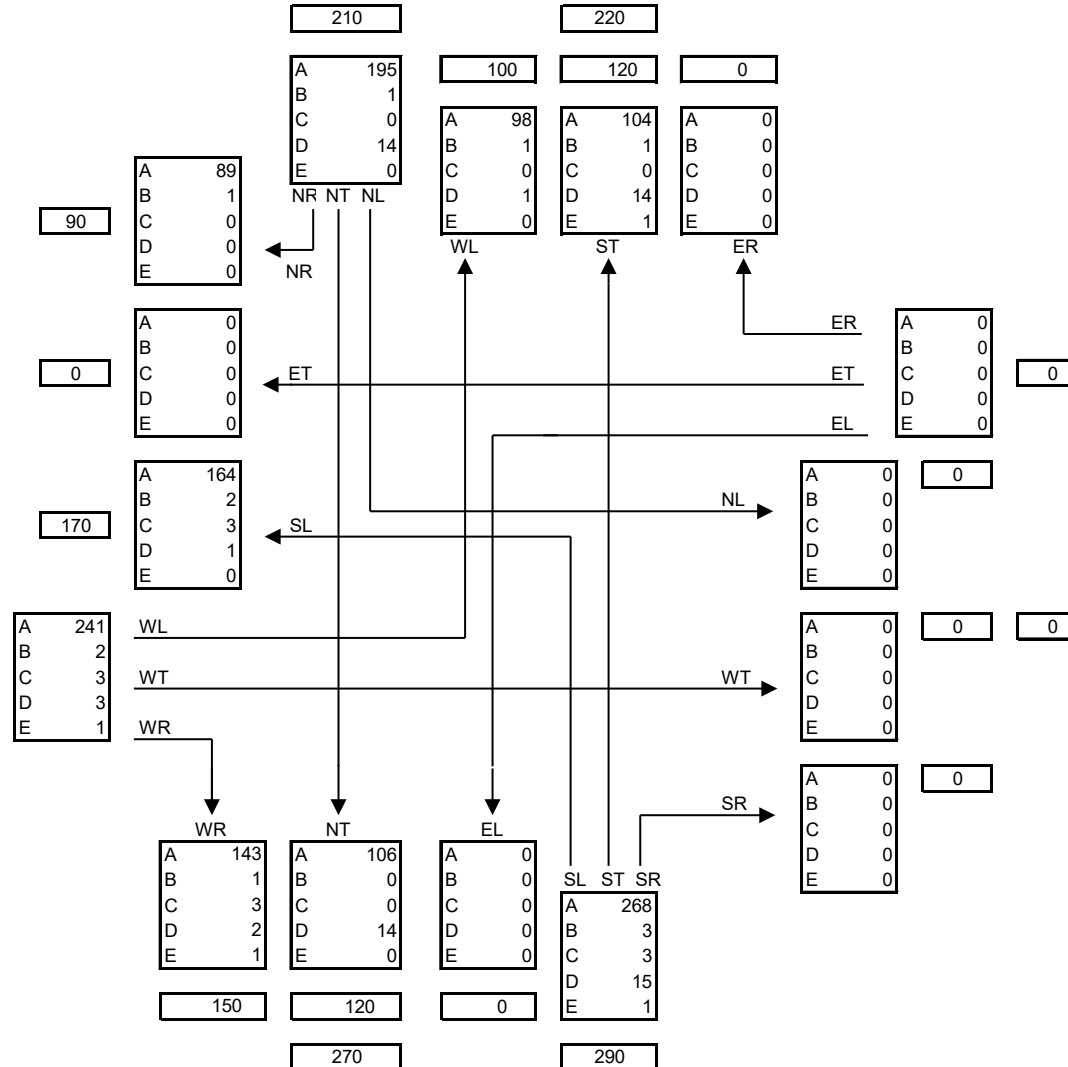 210
220
A 195
B 1
C 0
D 14
E 0
100
120
0
A 98
B 1
C 0
D 1
E 0
A 104
B 1
C 0
D 14
E 1
A 0
B 0
C 0
D 0
E 0
NR NT NL
WL
ST
ER
90
A 89
B 1
C 0
D 0
E 0
NR
0
A 0
B 0
C 0
D 0
E 0
ET
ER
ET
EL
A 0
B 0
C 0
D 0
E 0
0
170
A 164
B 2
C 3
D 1
E 0
SL
NL
A 0
B 0
C 0
D 0
E 0
0
A 241
B 2
C 3
D 3
E 1
WL
WT
WR
WT
A 0
B 0
C 0
D 0
E 0
0
0
SR
A 0
B 0
C 0
D 0
E 0
0
WR
NT
EL
A 143
B 1
C 3
D 2
E 1
A 106
B 0
C 0
D 14
E 0
A 0
B 0
C 0
D 0
E 0
SL ST SR
A 268
B 3
C 3
D 15
E 1
150
120
0
270
290